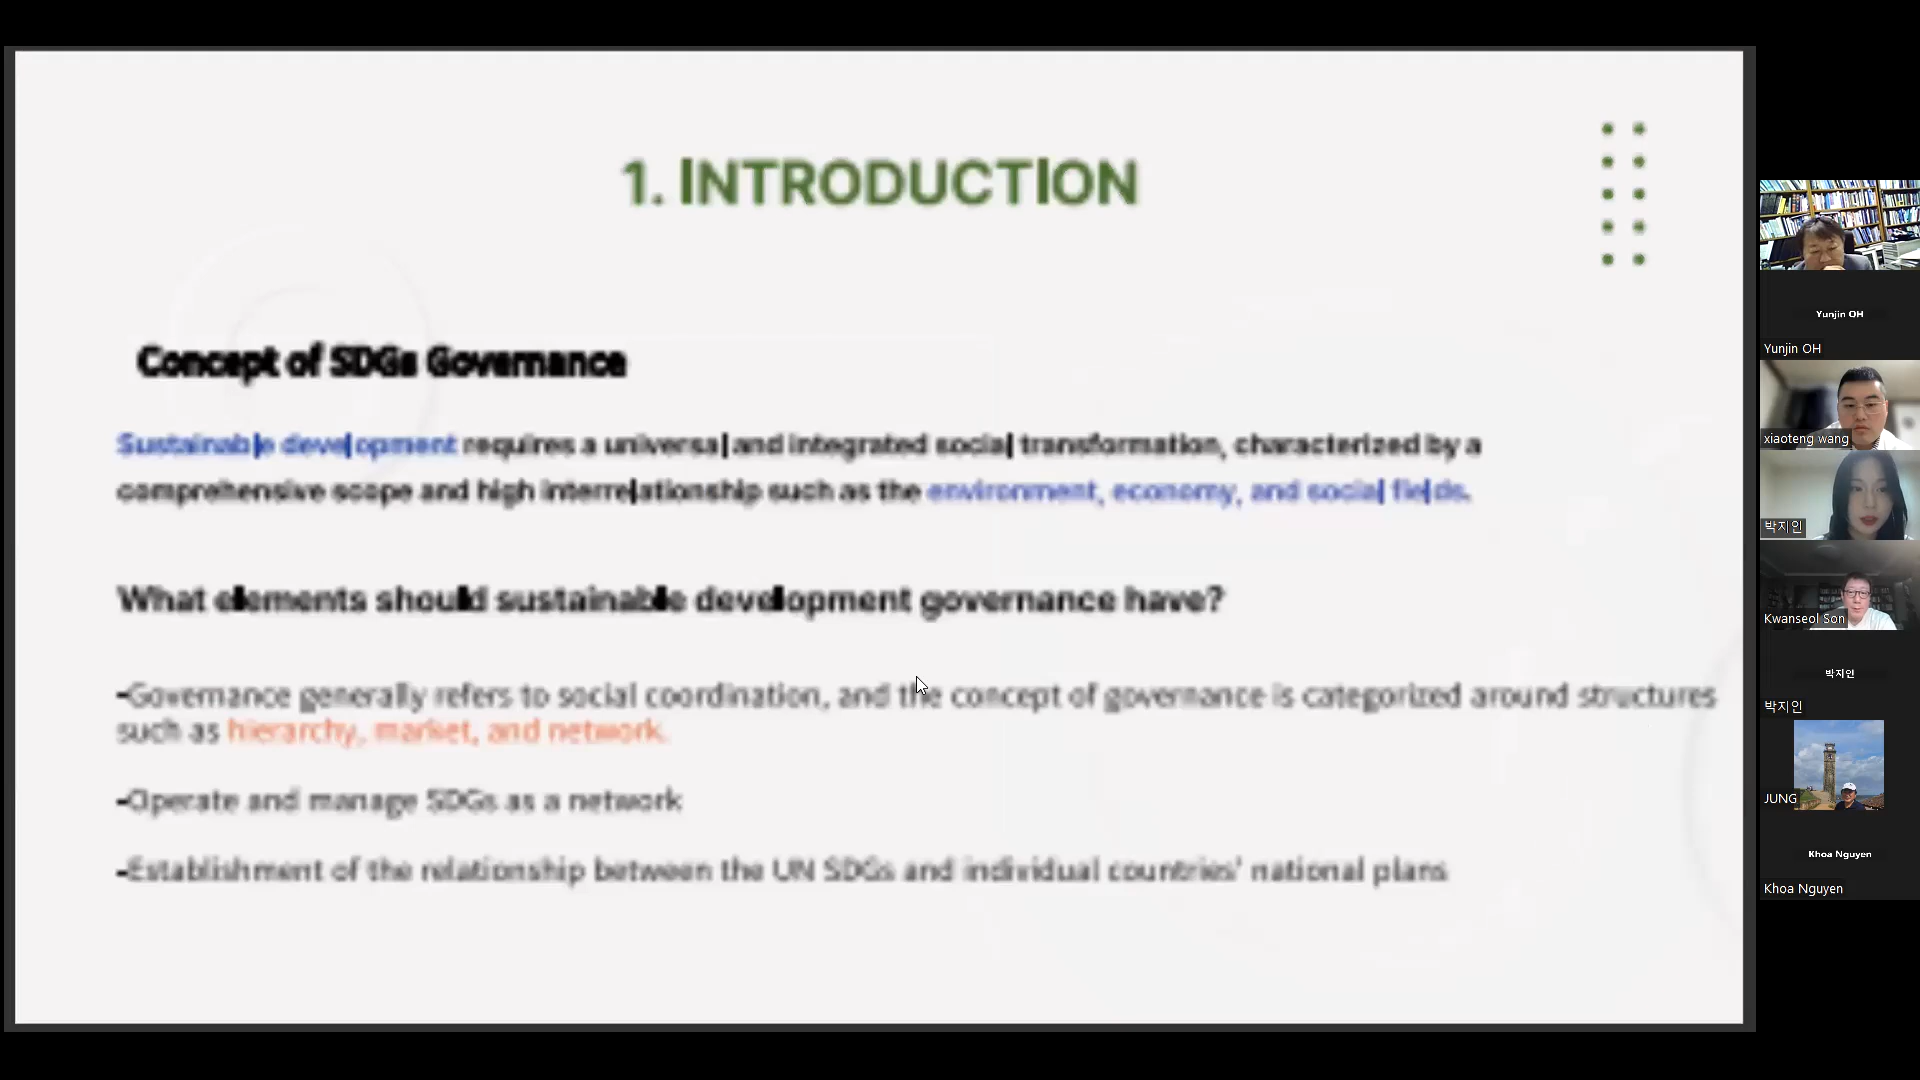 1. INTRODUCTION
Concept of SDGs Governance
Sustainable development requires a universal and integrated social transformation, characterized by a
comprehensive scope and high interrelationship such as the environment, economy, and social fields.
What elements should sustainable development governance have?
-Governance generally refers to social coordination, and the concept of governance is categorized around structures
such as hierarchy, market, and network.
-Operate and manage SDGs as a network
-Establishment of the relationship between the UN SDGs and individual countries' national plans
Yunjin OH
Yunjin OH
xiaoteng wang
박지인
Kwanseol Son
박지인
박지인
JUNG
Khoa Nguyen
Khoa Nguyen